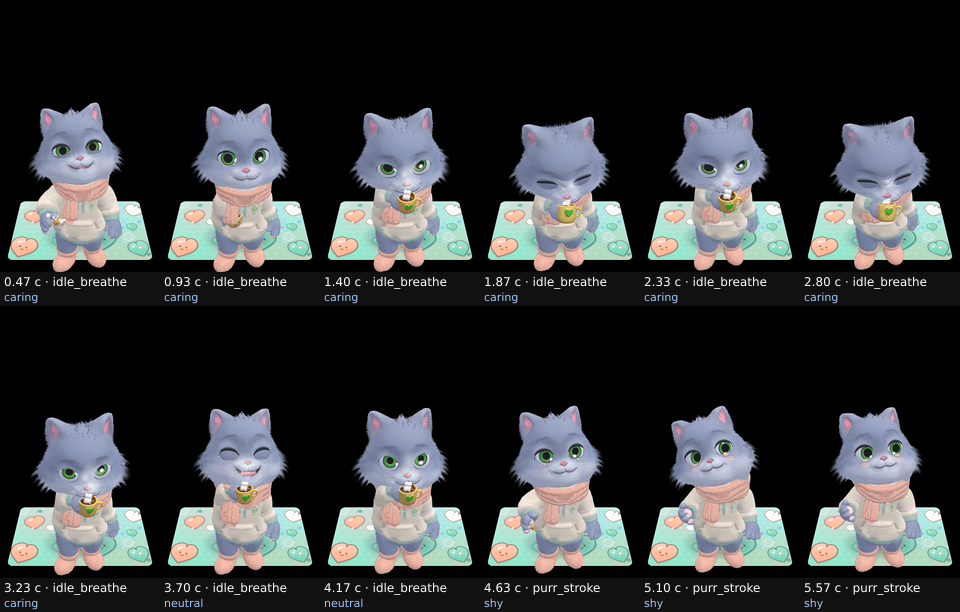 0.47 с · idle_breathe
caring
0.93 с · idle_breathe
caring
1.40 с · idle_breathe
caring
1.87 с · idle_breathe
caring
2.33 с · idle_breathe
caring
2.80 с · idle_breathe
caring
3.23 с · idle_breathe
caring
3.70 с · idle_breathe
neutral
4.17 с · idle_breathe
neutral
4.63 с · purr_stroke
shy
5.10 с · purr_stroke
shy
5.57 с · purr_stroke
shy